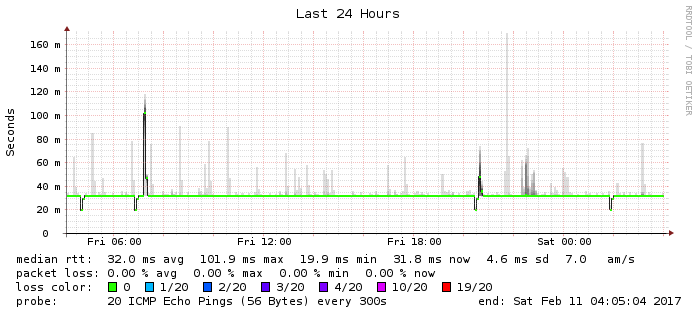 Last 24 Hours
RRDTOOL / TOBI OETIKER
Seconds
160 m
140 m
120 m
100 m
80 m
60 m
40 m
20 m
0
Fri 06:00 Fri 12:00 Fri 18:00 Sat 00:00
median rtt: 32.0 ms avg 101.9 ms max 19.9 ms min 31.8 ms now 4.6 ms sd 7.0 am/s
packet loss: 0.00 % avg 0.00 % max 0.00 % min 0.00 % now
loss color: 0 1/20 2/20 3/20 4/20 10/20 19/20
probe: 20 ICMP Echo Pings (56 Bytes) every 300s end: Sat Feb 11 04:05:04 2017